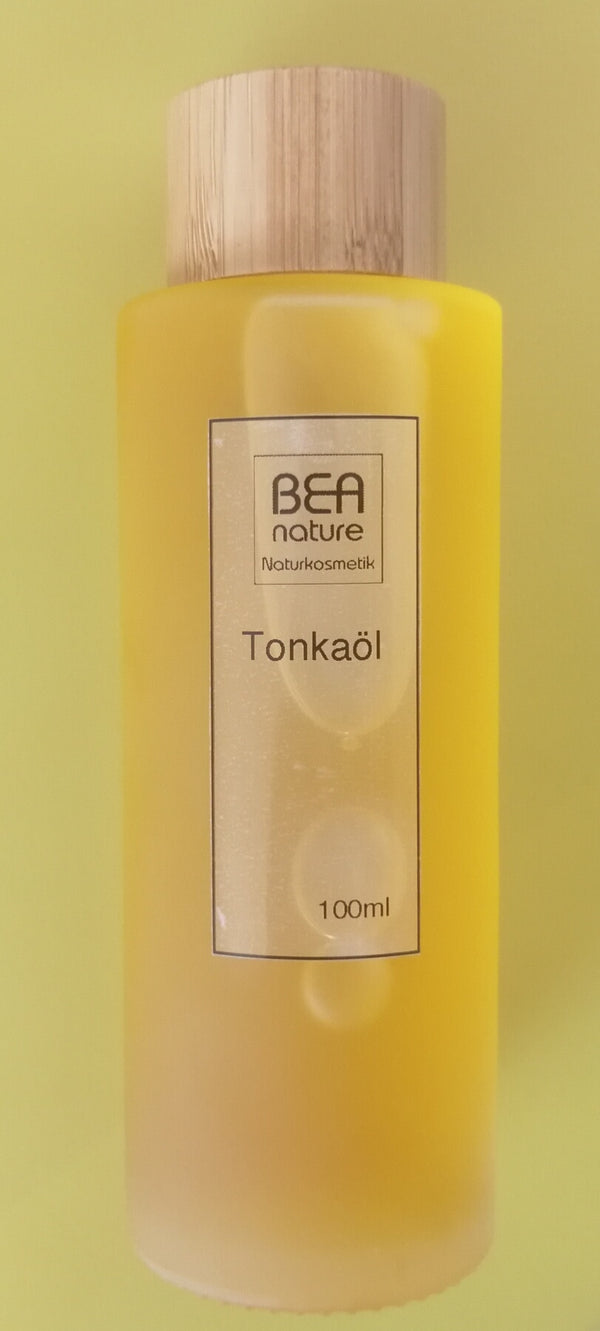 BEA
nature
Naturkosmetik
Tonkaöl
100ml